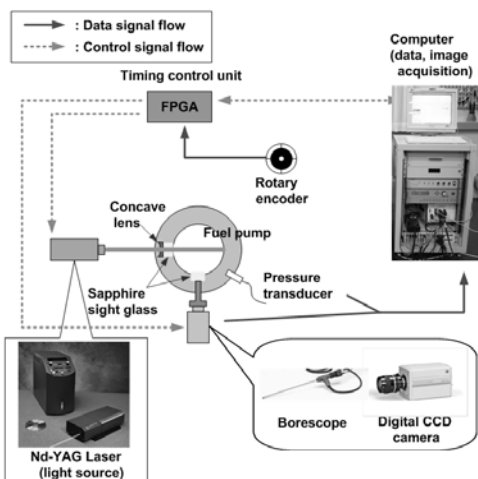 : Data signal flow
: Control signal flow
Timing control unit
FPGA
Computer
(data, image
acquisition)
Rotary
encoder
Concave
lens
Fuel pump
Sapphire
sight glass
Pressure
transducer
Nd-YAG Laser
(light source)
Borescope
Digital CCD
camera